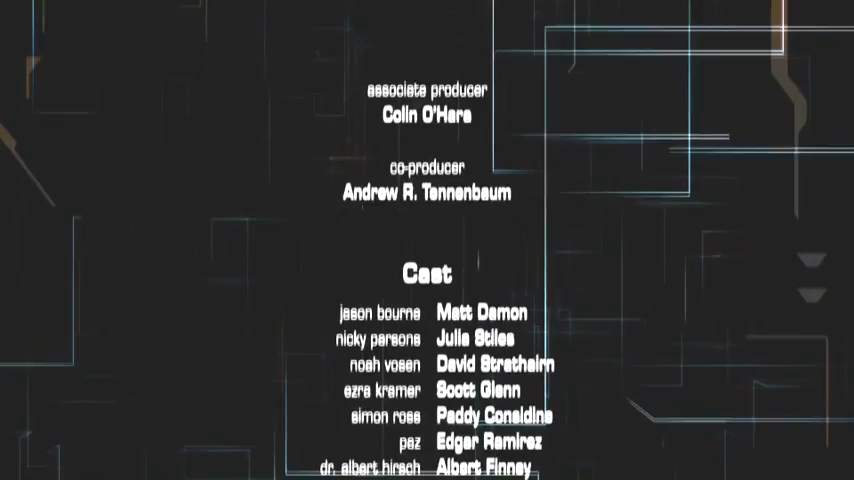 associate producer
Colin O'Hara
co-producer
Andrew R. Tennenbaum
Cast
jason bourne Matt Damon
nicky parsons Julia Stiles
noah vosen David Strathairn
ezra kramer Scott Glenn
simon ross Paddy Considine
paz Edgar Ramirez
dr. albert hirsch Albert Finney